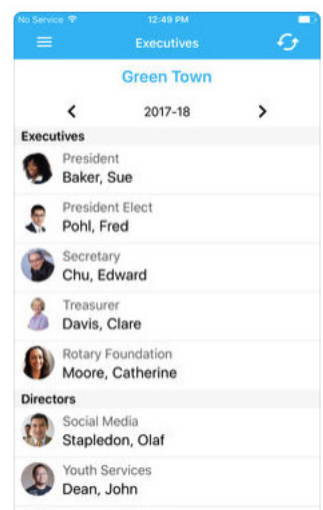 No Service 12:49 PM
Executives
Green Town
2017-18
Executives
President
Baker, Sue
President Elect
Pohl, Fred
Secretary
Chu, Edward
Treasurer
Davis, Clare
Rotary Foundation
Moore, Catherine
Directors
Social Media
Stapledon, Olaf
Youth Services
Dean, John